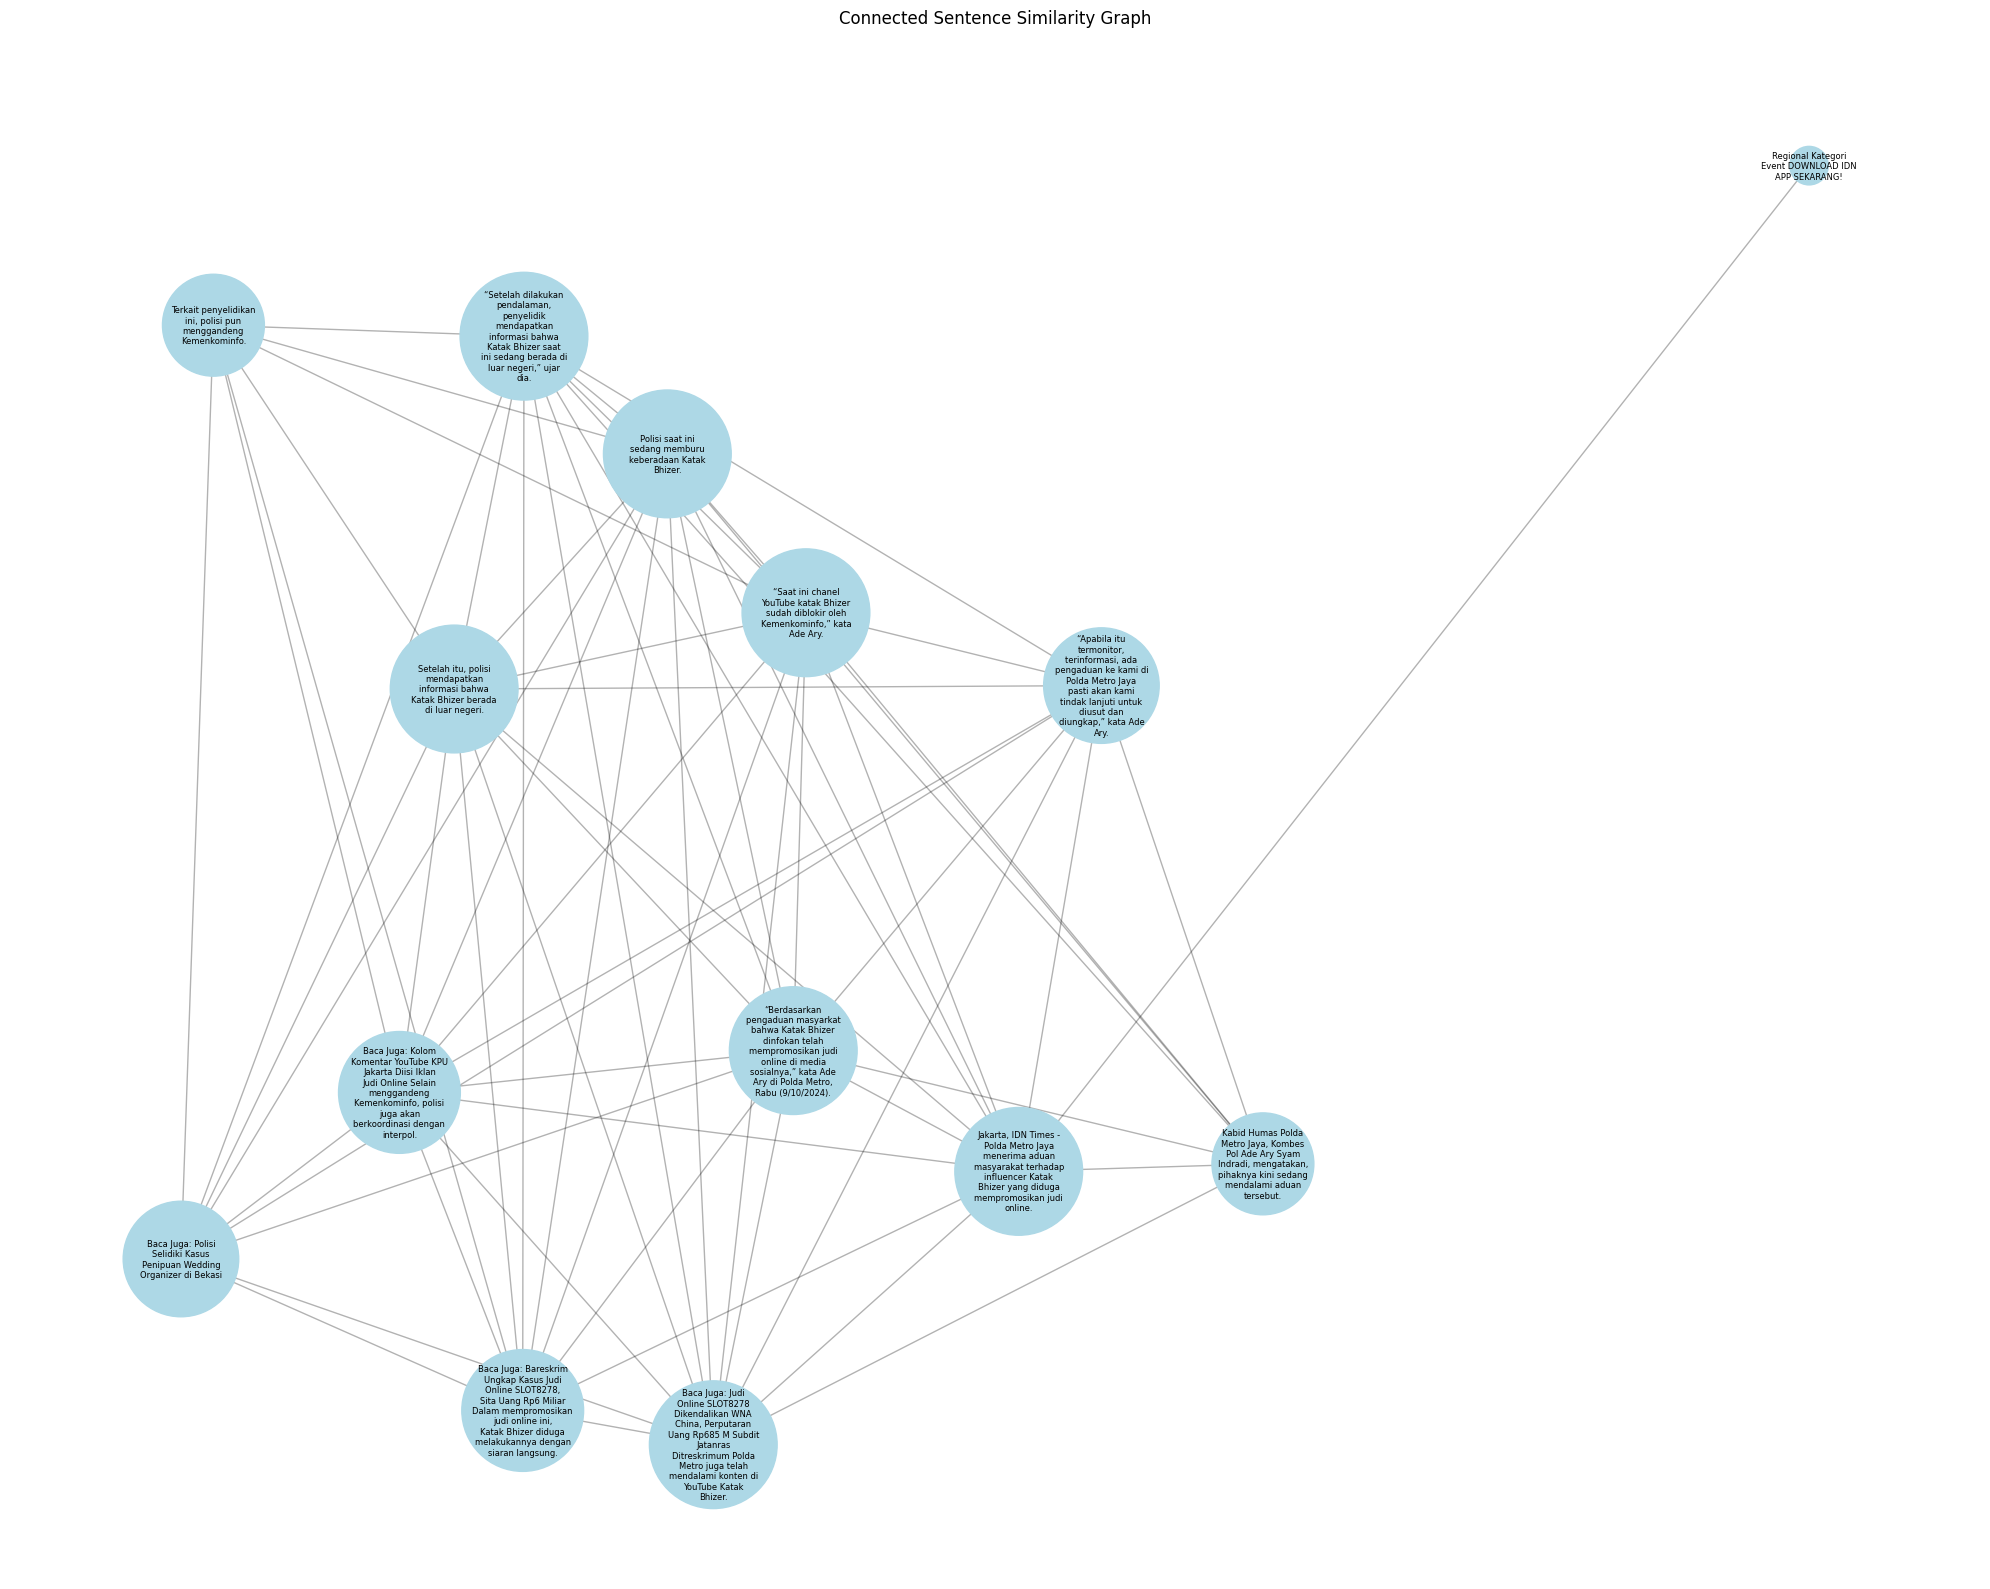 Connected Sentence Similarity Graph
Regional Kategori
Event DOWNLOAD IDN
APP SEKARANG!
Terkait penyelidikan
ini, polisi pun
menggandeng
Kemenkominfo.
“Setelah dilakukan
pendalaman,
penyelidik
mendapatkan
informasi bahwa
Katak Bhizer saat
ini sedang berada di
luar negeri,” ujar
dia.
Polisi saat ini
sedang memburu
keberadaan Katak
Bhizer.
“Saat ini chanel
YouTube katak Bhizer
sudah diblokir oleh
Kemenkominfo,” kata
Ade Ary.
“Apabila itu
termonitor,
terinformasi, ada
pengaduan ke kami di
Polda Metro Jaya
pasti akan kami
tindak lanjuti untuk
diusut dan
diungkap,” kata Ade
Ary.
Setelah itu, polisi
mendapatkan
informasi bahwa
Katak Bhizer berada
di luar negeri.
“Berdasarkan
pengaduan masyarkat
bahwa Katak Bhizer
dinfokan telah
mempromosikan judi
online di media
sosialnya,” kata Ade
Ary di Polda Metro,
Rabu (9/10/2024).
Baca Juga: Kolom
Komentar YouTube KPU
Jakarta Diisi Iklan
Judi Online Selain
menggandeng
Kemenkominfo, polisi
juga akan
berkoordinasi dengan
interpol.
Jakarta, IDN Times -
Polda Metro Jaya
menerima aduan
masyarakat terhadap
influencer Katak
Bhizer yang diduga
mempromosikan judi
online.
Kabid Humas Polda
Metro Jaya, Kombes
Pol Ade Ary Syam
Indradi, mengatakan,
pihaknya kini sedang
mendalami aduan
tersebut.
Baca Juga: Polisi
Selidiki Kasus
Penipuan Wedding
Organizer di Bekasi
Baca Juga: Bareskrim
Ungkap Kasus Judi
Online SLOT8278,
Sita Uang Rp6 Miliar
Dalam mempromosikan
judi online ini,
Katak Bhizer diduga
melakukannya dengan
siaran langsung.
Baca Juga: Judi
Online SLOT8278
Dikendalikan WNA
China, Perputaran
Uang Rp685 M Subdit
Jatanras
Ditreskrimum Polda
Metro juga telah
mendalami konten di
YouTube Katak
Bhizer.